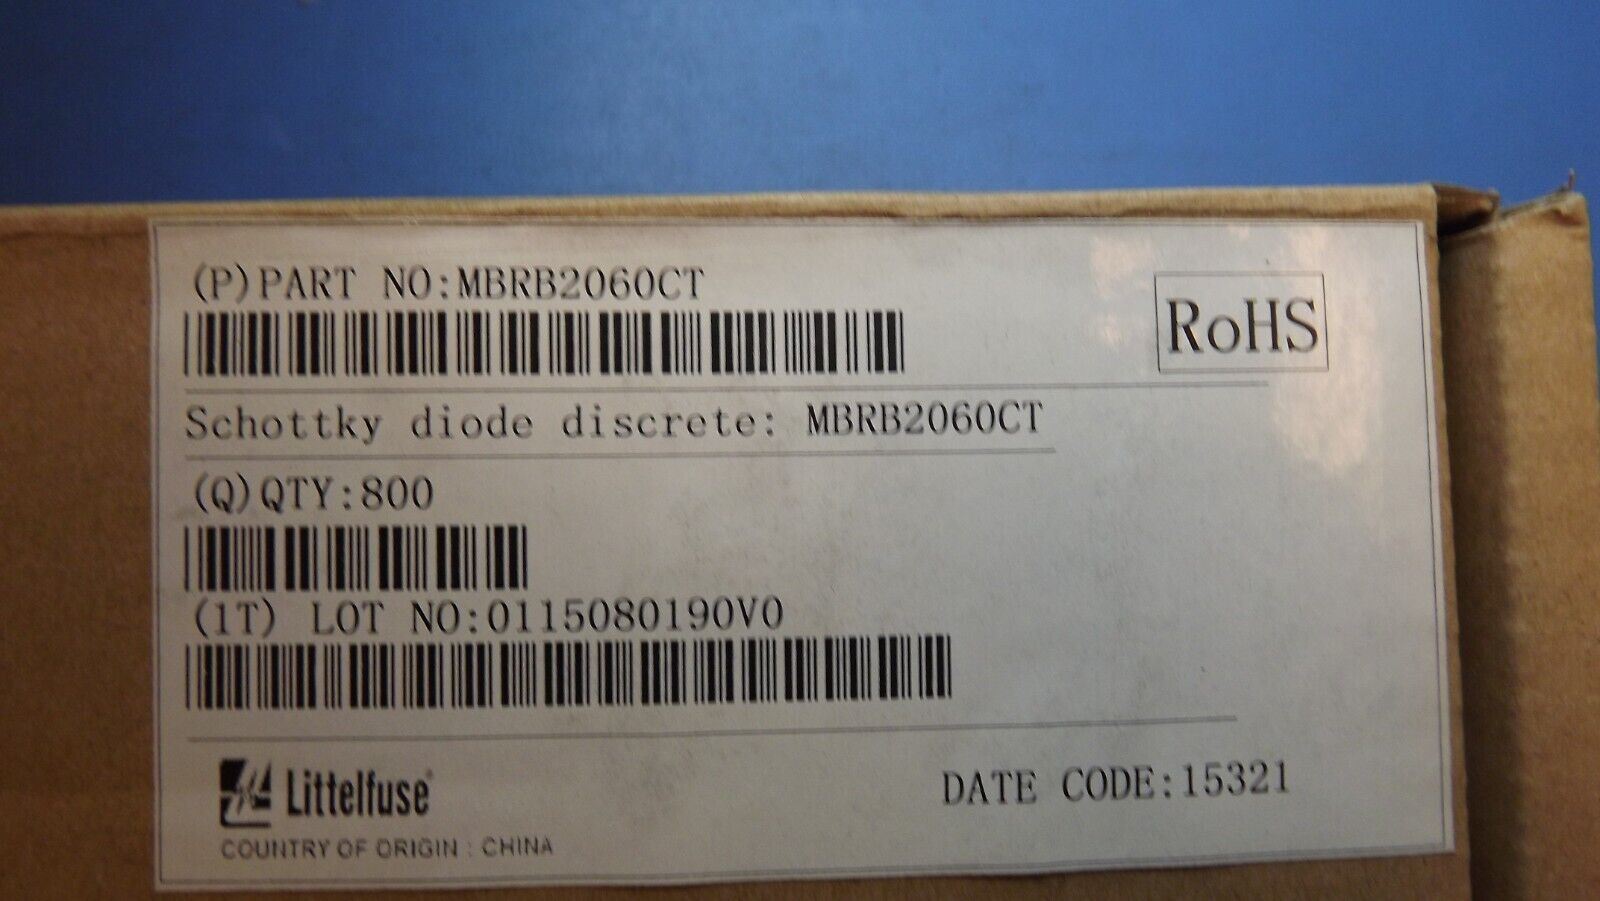 (P)PART NO:MBRB2060CT
RoHS
Schottky diode discrete: MBRB2060CT
(Q)QTY:800
(1T) LOT NO:0115080190V0
Littelfuse®
DATE CODE:15321
COUNTRY OF ORIGIN : CHINA